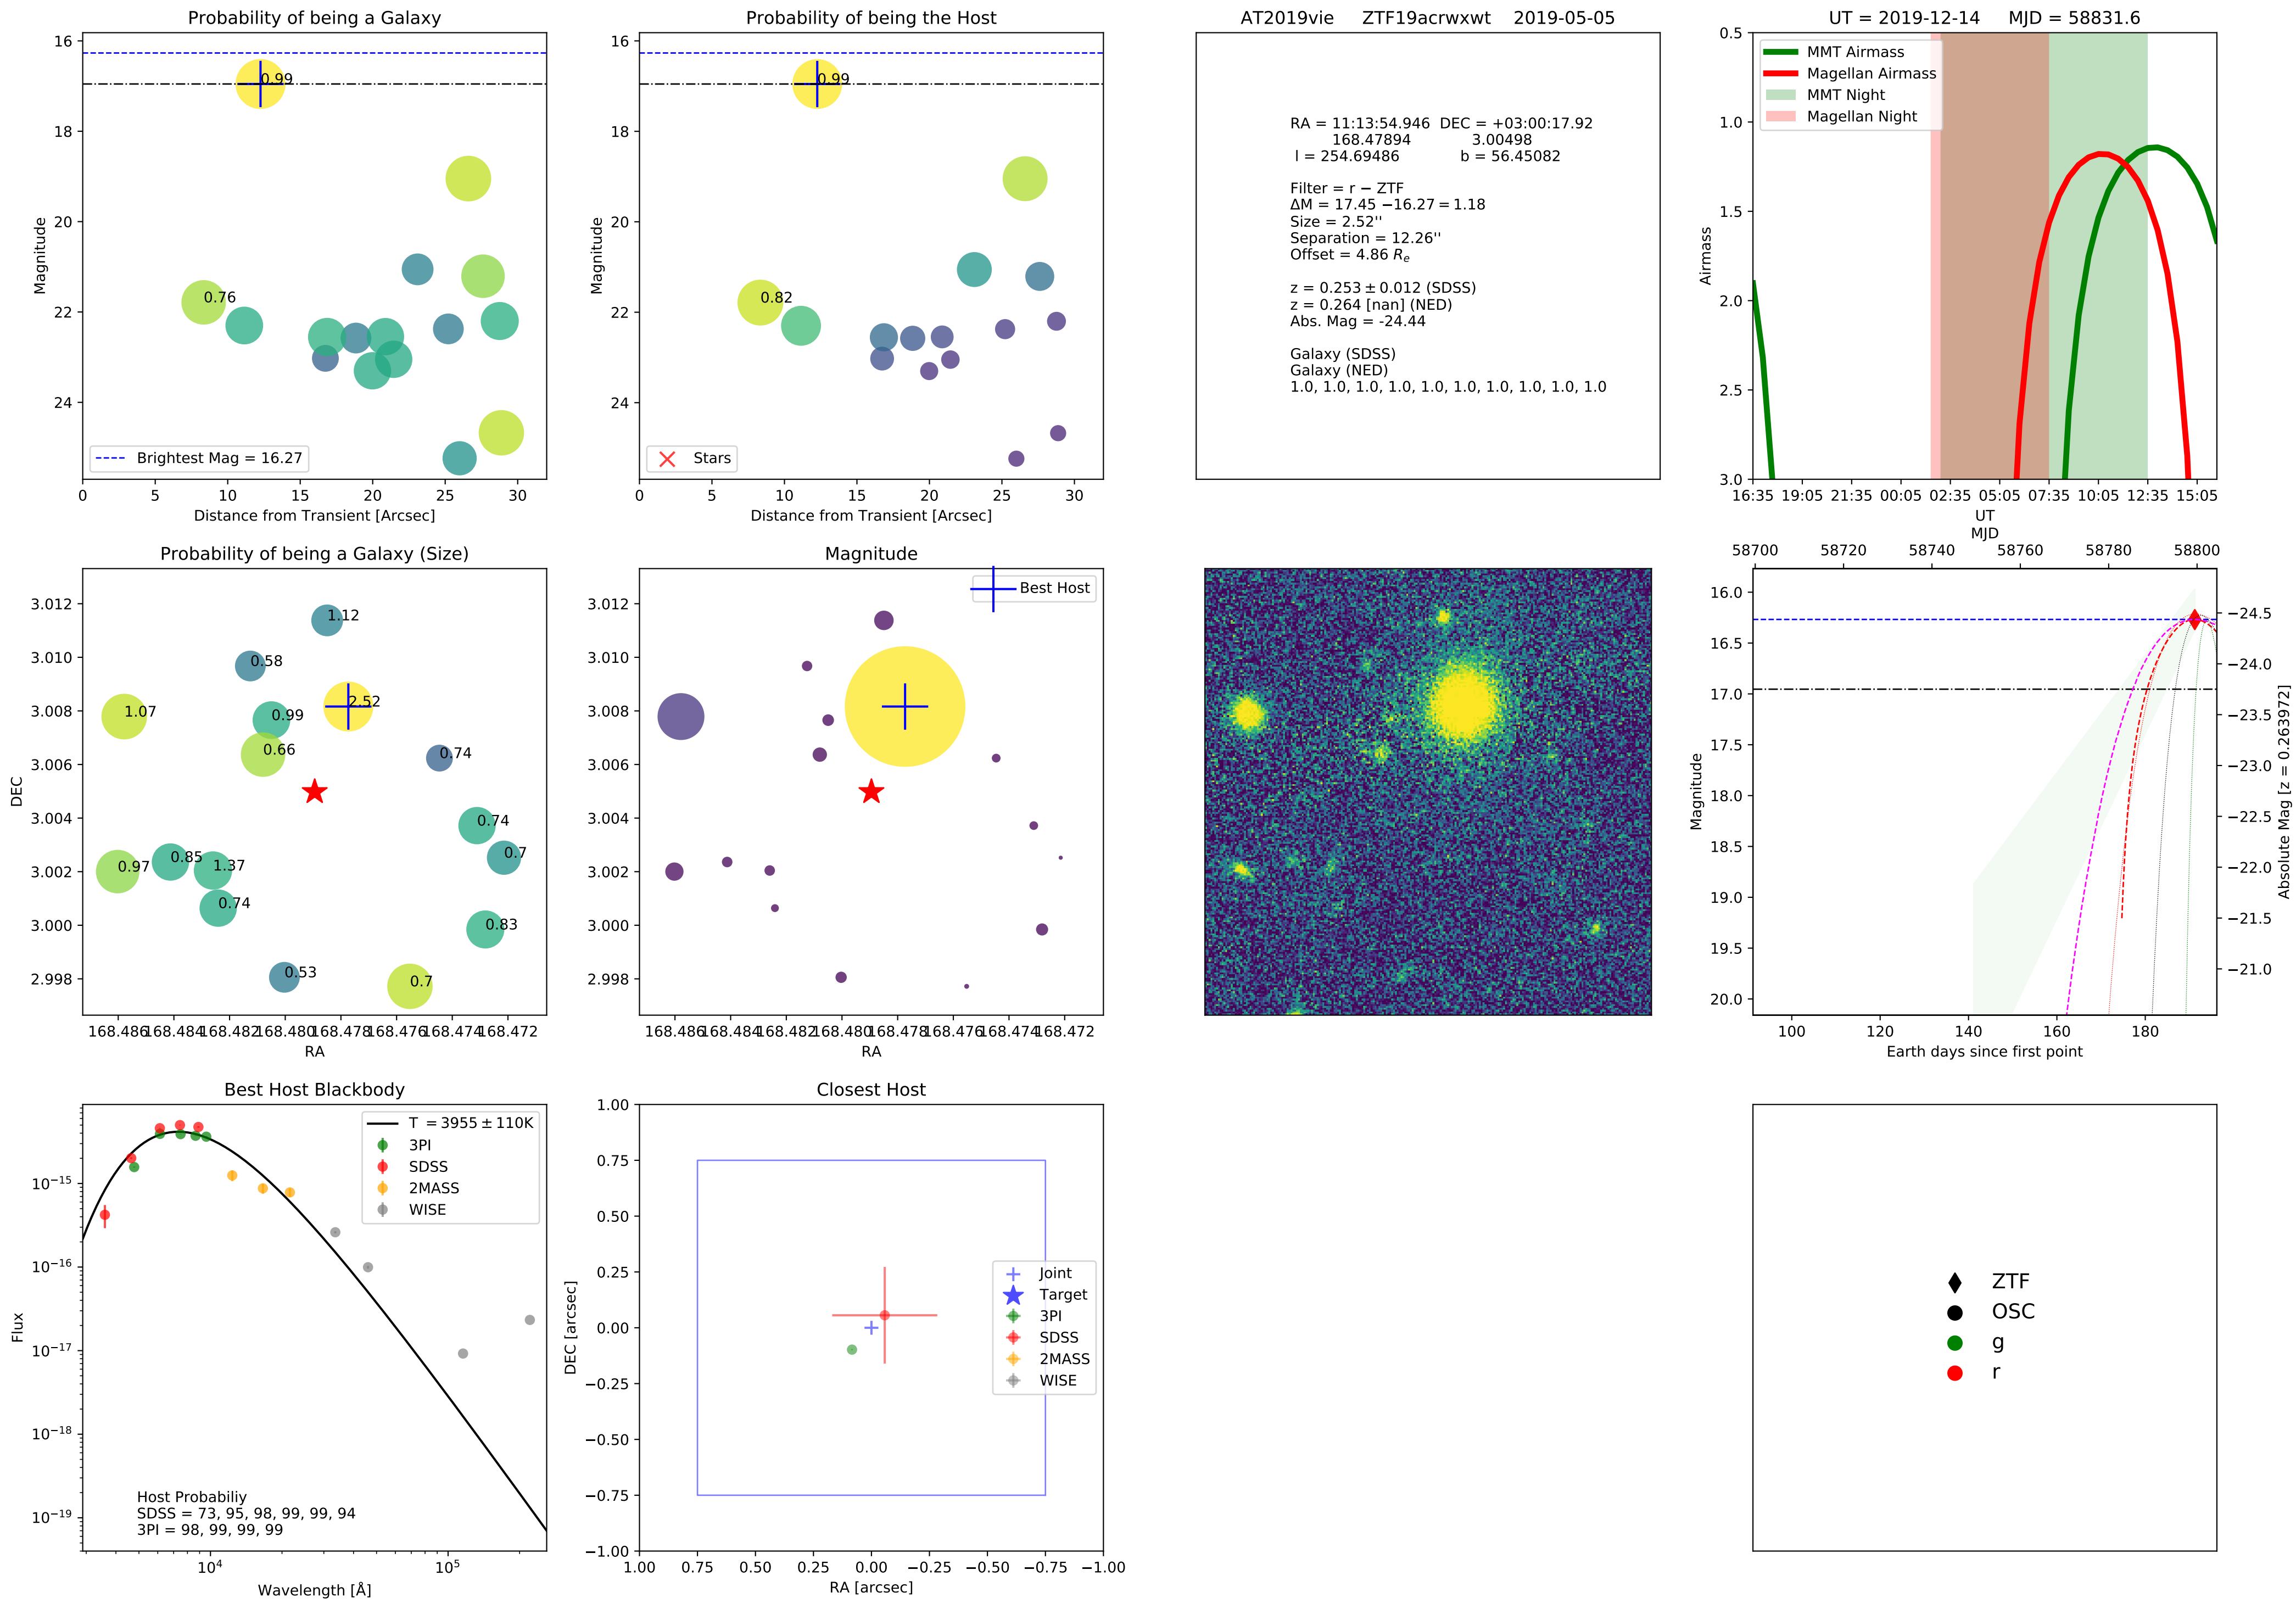 Probability of being a Galaxy
16
18
20
22
24
Magnitude
0.99
0.76
Brightest Mag = 16.27
0 5 10 15 20 25 30
Distance from Transient [Arcsec]
Probability of being the Host
16
18
20
22
24
Magnitude
0.99
0.82
Stars
0 5 10 15 20 25 30
Distance from Transient [Arcsec]
AT2019vie ZTF19acrwxwt 2019-05-05
RA = 11:13:54.946 DEC = +03:00:17.92
168.47894 3.00498
l = 254.69486 b = 56.45082
Filter = r − ZTF
ΔM = 17.45 −16.27 = 1.18
Size = 2.52''
Separation = 12.26''
Offset = 4.86 Re
z = 0.253 ± 0.012 (SDSS)
z = 0.264 [nan] (NED)
Abs. Mag = -24.44
Galaxy (SDSS)
Galaxy (NED)
1.0, 1.0, 1.0, 1.0, 1.0, 1.0, 1.0, 1.0, 1.0, 1.0
UT = 2019-12-14 MJD = 58831.6
0.5
1.0
1.5
2.0
2.5
3.0
Airmass
MMT Airmass
Magellan Airmass
MMT Night
Magellan Night
16:35 19:05 21:35 00:05 02:35 05:05 07:35 10:05 12:35 15:05
UT
Probability of being a Galaxy (Size)
3.012
3.010
3.008
3.006
3.004
3.002
3.000
2.998
DEC
1.12
0.58
2.52
1.07
0.99
0.66
0.74
0.74
0.7
0.85
1.37
0.97
0.74
0.83
0.53
0.7
168.486 168.484 168.482 168.480 168.478 168.476 168.474 168.472
RA
Magnitude
Best Host
3.012
3.010
3.008
3.006
3.004
3.002
3.000
2.998
168.486 168.484 168.482 168.480 168.478 168.476 168.474 168.472
RA
MJD
58700 58720 58740 58760 58780 58800
16.0
16.5
17.0
17.5
18.0
18.5
19.0
19.5
20.0
Magnitude
−24.5
−24.0
−23.5
−23.0
−22.5
−22.0
−21.5
−21.0
Absolute Mag [z = 0.263972]
100 120 140 160 180
Earth days since first point
Best Host Blackbody
T = 3955 ± 110K
3PI
SDSS
2MASS
WISE
10⁻¹⁵
10⁻¹⁶
10⁻¹⁷
10⁻¹⁸
10⁻¹⁹
Flux
Host Probabiliy
SDSS = 73, 95, 98, 99, 99, 94
3PI = 98, 99, 99, 99
10⁴ 10⁵
Wavelength [Å]
Closest Host
1.00
0.75
0.50
0.25
0.00
−0.25
−0.50
−0.75
−1.00
DEC [arcsec]
Joint
Target
3PI
SDSS
2MASS
WISE
1.00 0.75 0.50 0.25 0.00 −0.25 −0.50 −0.75 −1.00
RA [arcsec]
ZTF
OSC
g
r